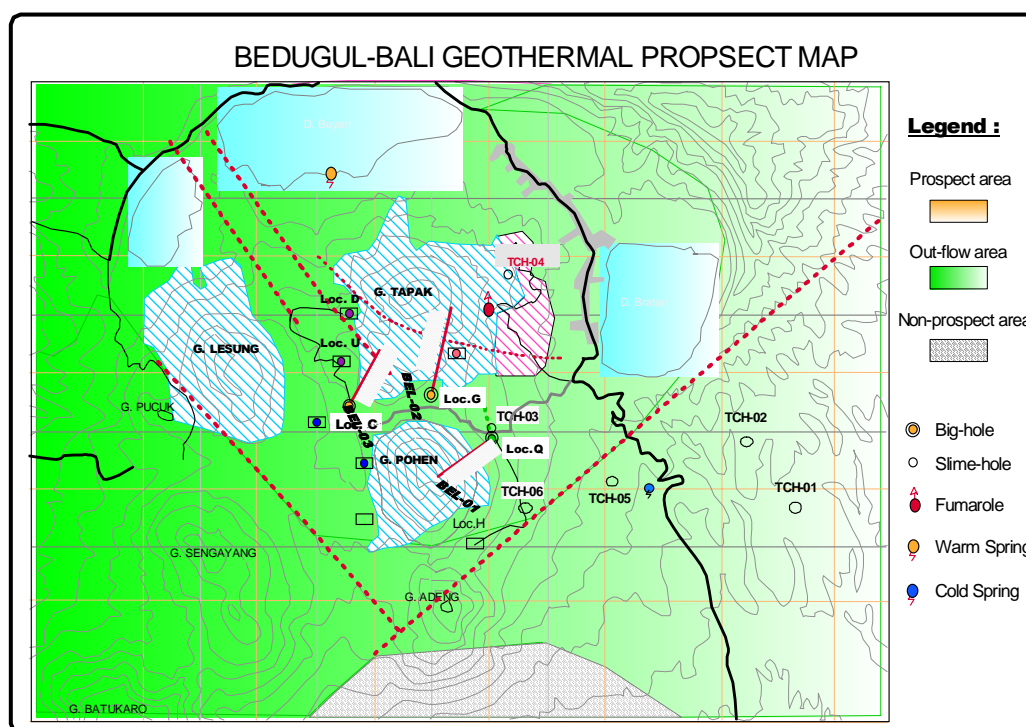 BEDUGUL-BALI GEOTHERMAL PROPSECT MAP
D. Buyan
TCH-04
G. TAPAK
Loc. D
D. Bratan
Loc. U
G. LESUNG
BEL-02
Loc.G
G. PUCUK
BEL-03
Loc. C
TCH-03
TCH-02
Loc.Q
G. POHEN
BEL-01
TCH-06
TCH-05
TCH-01
Loc.H
G. SENGAYANG
G. ADENG
G. BATUKARO
Legend :
Prospect area
Out-flow area
Non-prospect area
Big-hole
Slime-hole
Fumarole
Warm Spring
Cold Spring